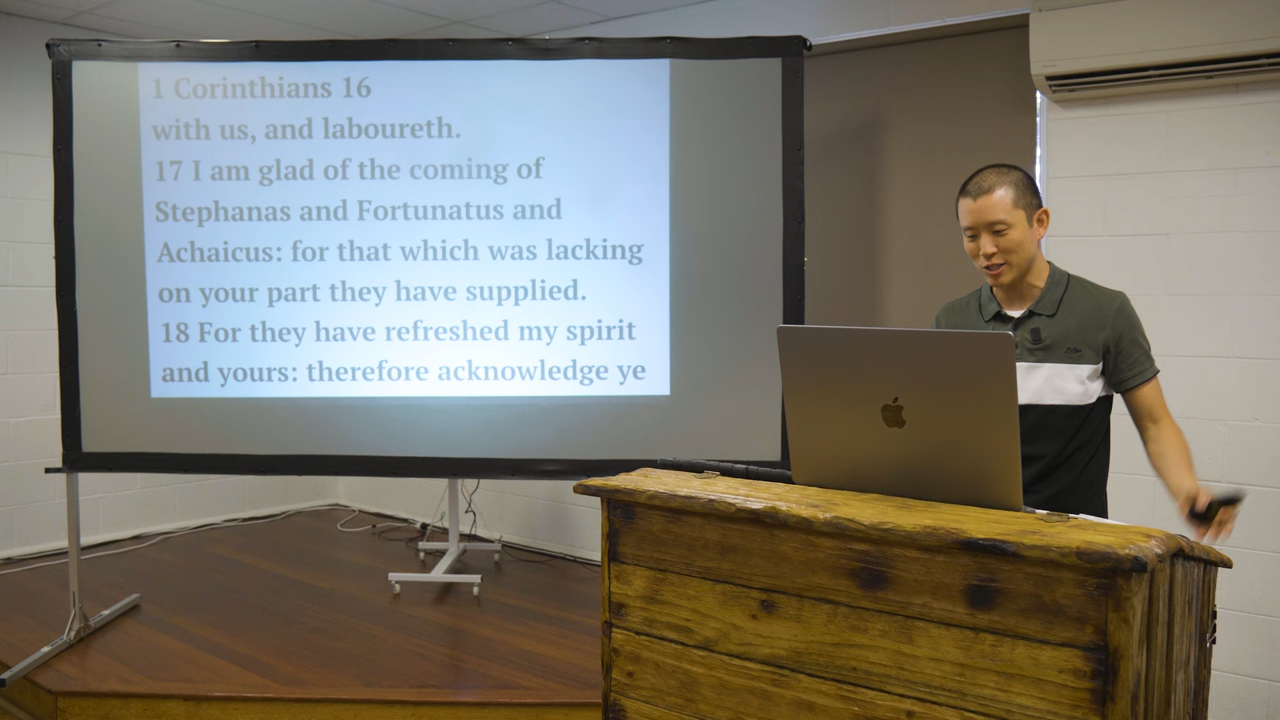 1 Corinthians 16
with us, and laboureth.
17 I am glad of the coming of
Stephanas and Fortunatus and
Achaicus: for that which was lacking
on your part they have supplied.
18 For they have refreshed my spirit
and yours: therefore acknowledge ye